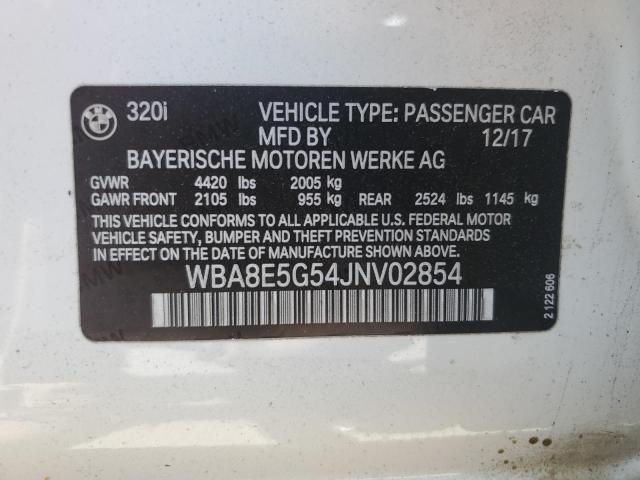 320i VEHICLE TYPE: PASSENGER CAR
MFD BY 12/17
BAYERISCHE MOTOREN WERKE AG
GVWR 4420 lbs 2005 kg
GAWR FRONT 2105 lbs 955 kg REAR 2524 lbs 1145 kg
THIS VEHICLE CONFORMS TO ALL APPLICABLE U.S. FEDERAL MOTOR
VEHICLE SAFETY, BUMPER AND THEFT PREVENTION STANDARDS
IN EFFECT ON THE DATE OF MANUFACTURE SHOWN ABOVE.
WBA8E5G54JNV02854
2 122 606